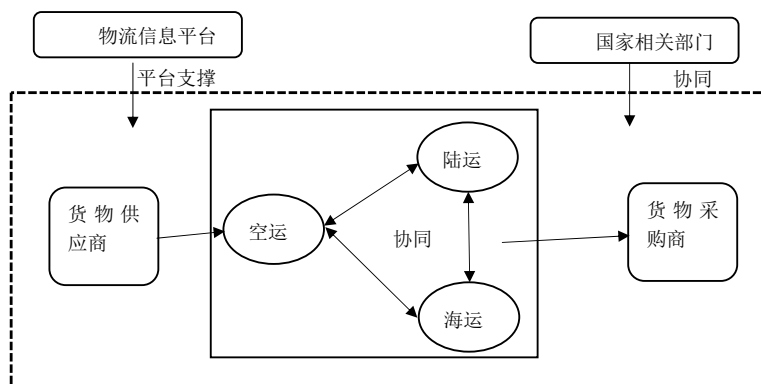 物流信息平台
国家相关部门
平台支撑
协同
陆运
货物供
应商
空运
协同
货物采
购商
海运